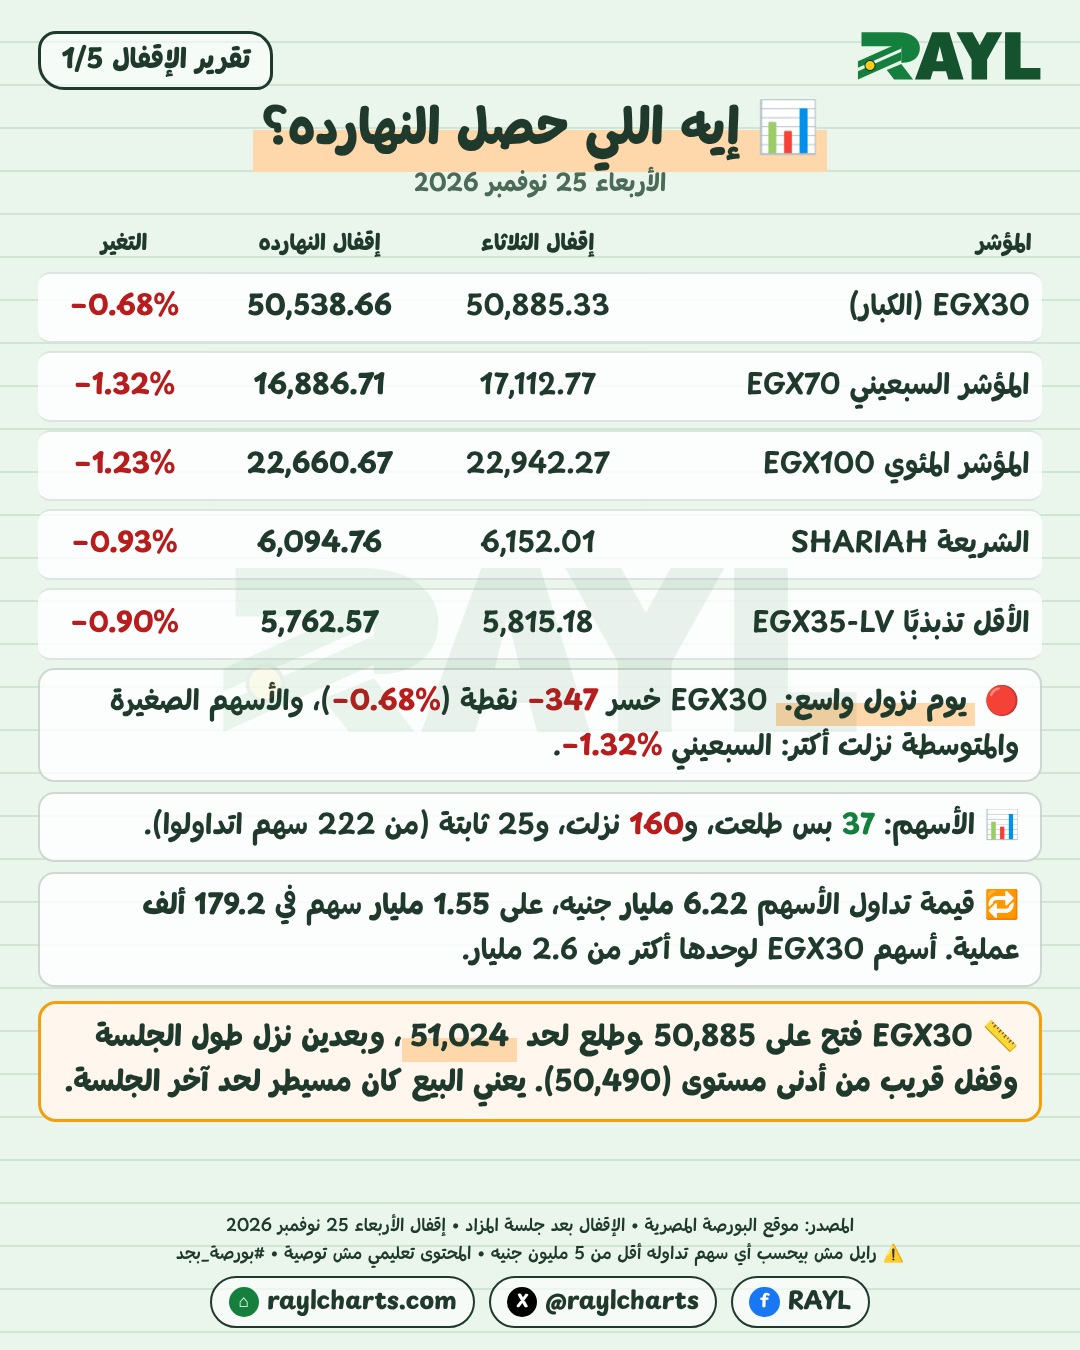 RAYL
تقرير الإقفال 1/5
📊 إيه اللي حصل النهارده؟
الأربعاء 25 نوفمبر 2026
المؤشر إقفال الثلاثاء إقفال النهارده التغير
EGX30 (الكبار) 50,885.33 50,538.66 −0.68%
المؤشر السبعيني EGX70 17,112.77 16,886.71 −1.32%
المؤشر المئوي EGX100 22,942.27 22,660.67 −1.23%
الشريعة SHARIAH 6,152.01 6,094.76 −0.93%
الأقل تذبذبًا EGX35-LV 5,815.18 5,762.57 −0.90%
🔴 يوم نزول واسع: EGX30 خسر 347− نقطة (−0.68%)، والأسهم الصغيرة
والمتوسطة نزلت أكتر: السبعيني −1.32%.
📊 الأسهم: 37 بس طلعت، و160 نزلت، و25 ثابتة (من 222 سهم اتداولوا).
🔁 قيمة تداول الأسهم 6.22 مليار جنيه، على 1.55 مليار سهم في 179.2 ألف
عملية. أسهم EGX30 لوحدها أكتر من 2.6 مليار.
📏 EGX30 فتح على 50,885 وطلع لحد 51,024، وبعدين نزل طول الجلسة
وقفل قريب من أدنى مستوى (50,490). يعني البيع كان مسيطر لحد آخر الجلسة.
المصدر: موقع البورصة المصرية • الإقفال بعد جلسة المزاد • إقفال الأربعاء 25 نوفمبر 2026
⚠️ رايل مش بيحسب أي سهم تداوله أقل من 5 مليون جنيه • المحتوى تعليمي مش توصية • #بورصة_بجد
RAYL
@raylcharts
raylcharts.com